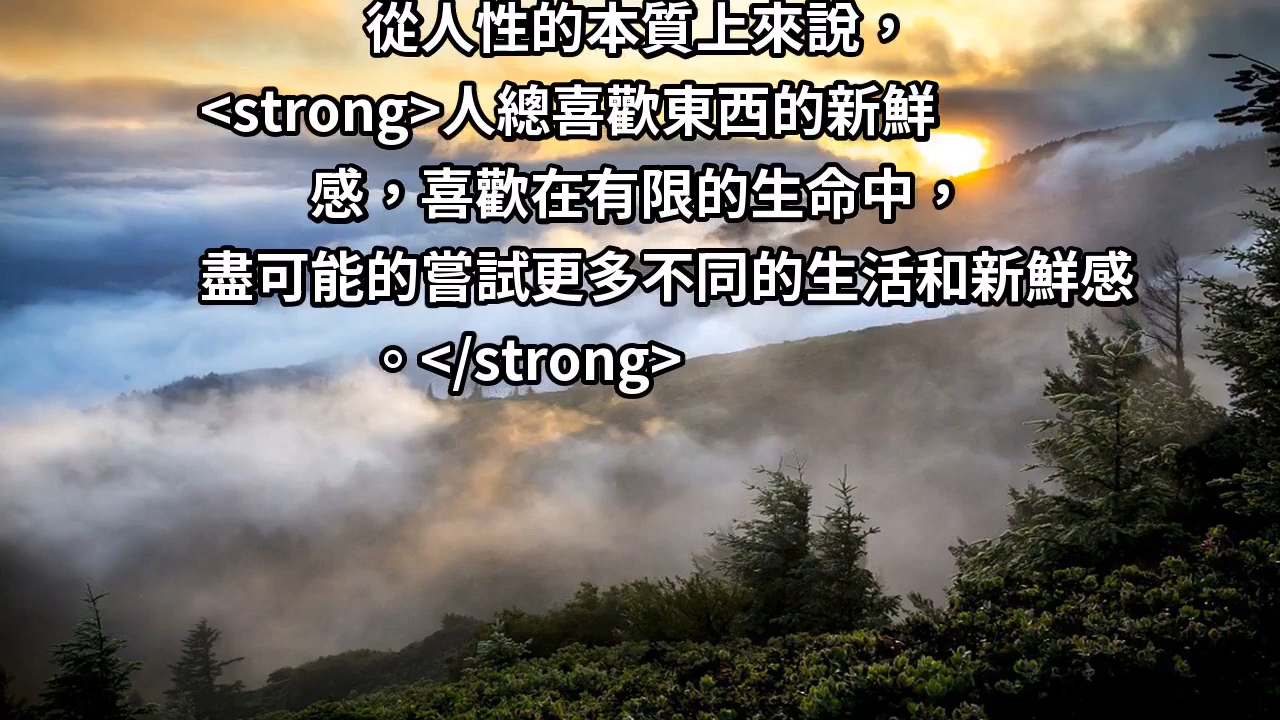 從人性的本質上來說，
<strong>人總喜歡東西的新鮮
感，喜歡在有限的生命中，
盡可能的嘗試更多不同的生活和新鮮感
。</strong>